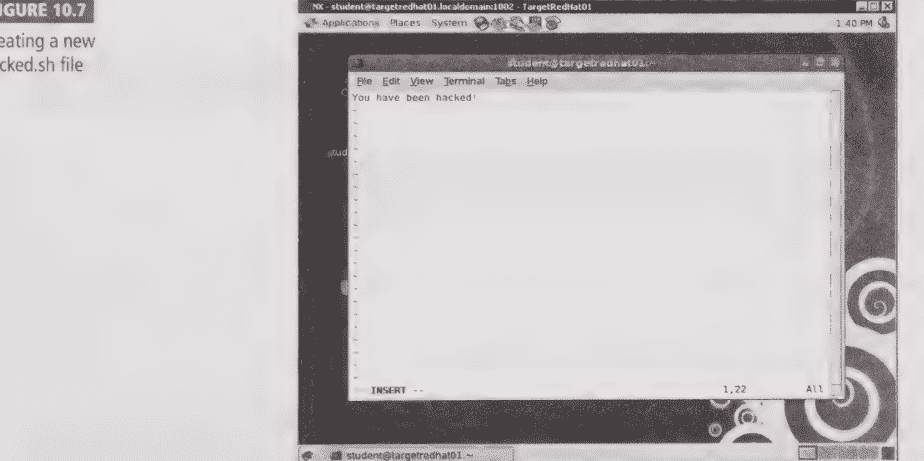 IGURE 10.7
eating a new
cked.sh file
NX - student@targetredhat01.localdomain:1002 - TargetRedHat01
Applications Places System
1:40 PM
student@targetredhat01:~
File Edit View Terminal Tabs Help
You have been hacked!
stud
-- INSERT --
1,22
All
student@targetredhat01:~